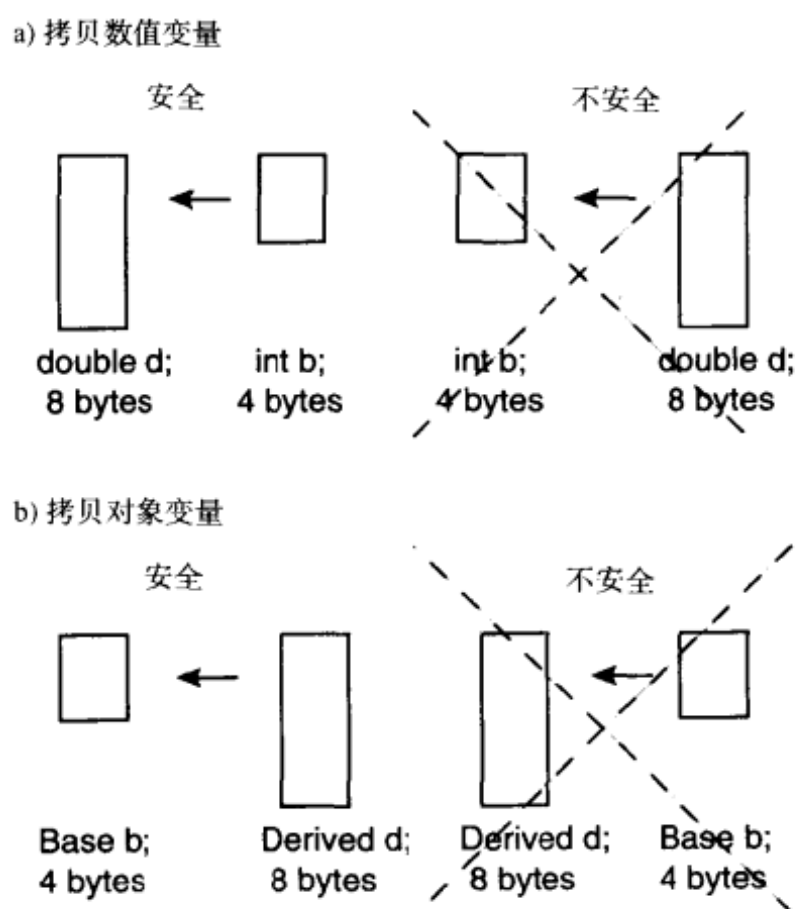 a) 拷贝数值变量
安全 不安全
double d; int b; int b; double d;
8 bytes 4 bytes 4 bytes 8 bytes
b) 拷贝对象变量
安全 不安全
Base b; Derived d; Derived d; Base b;
4 bytes 8 bytes 8 bytes 4 bytes